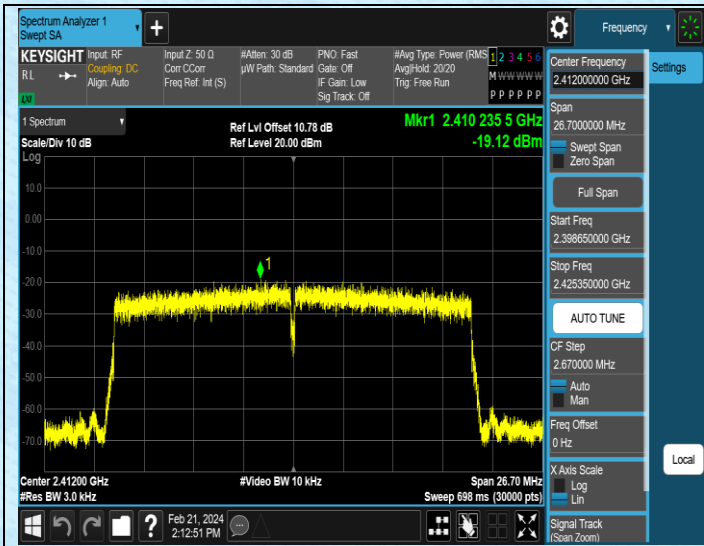 Spectrum Analyzer 1
Swept SA
+
Frequency
KEYSIGHT
RL
LXI
Input: RF
Coupling: DC
Align: Auto
Input Z: 50 Ω
Corr CCorr
Freq Ref: Int (S)
#Atten: 30 dB
µW Path: Standard
PNO: Fast
Gate: Off
IF Gain: Low
Sig Track: Off
#Avg Type: Power (RMS
Avg|Hold: 20/20
Trig: Free Run
1 2 3 4 5 6
M W W W W W
P P P P P P
Center Frequency
2.412000000 GHz
Settings
Span
26.7000000 MHz
Swept Span
Zero Span
Full Span
Start Freq
2.398650000 GHz
Stop Freq
2.425350000 GHz
AUTO TUNE
CF Step
2.670000 MHz
Auto
Man
Freq Offset
0 Hz
X Axis Scale
Log
Lin
Signal Track
(Span Zoom)
Local
1 Spectrum
Scale/Div 10 dB
Ref Lvl Offset 10.78 dB
Ref Level 20.00 dBm
Mkr1 2.410 235 5 GHz
-19.12 dBm
Log
10.0
0.00
-10.0
-20.0
-30.0
-40.0
-50.0
-60.0
-70.0
1
Center 2.41200 GHz
#Res BW 3.0 kHz
#Video BW 10 kHz
Span 26.70 MHz
Sweep 698 ms (30000 pts)
?
Feb 21, 2024
2:12:51 PM